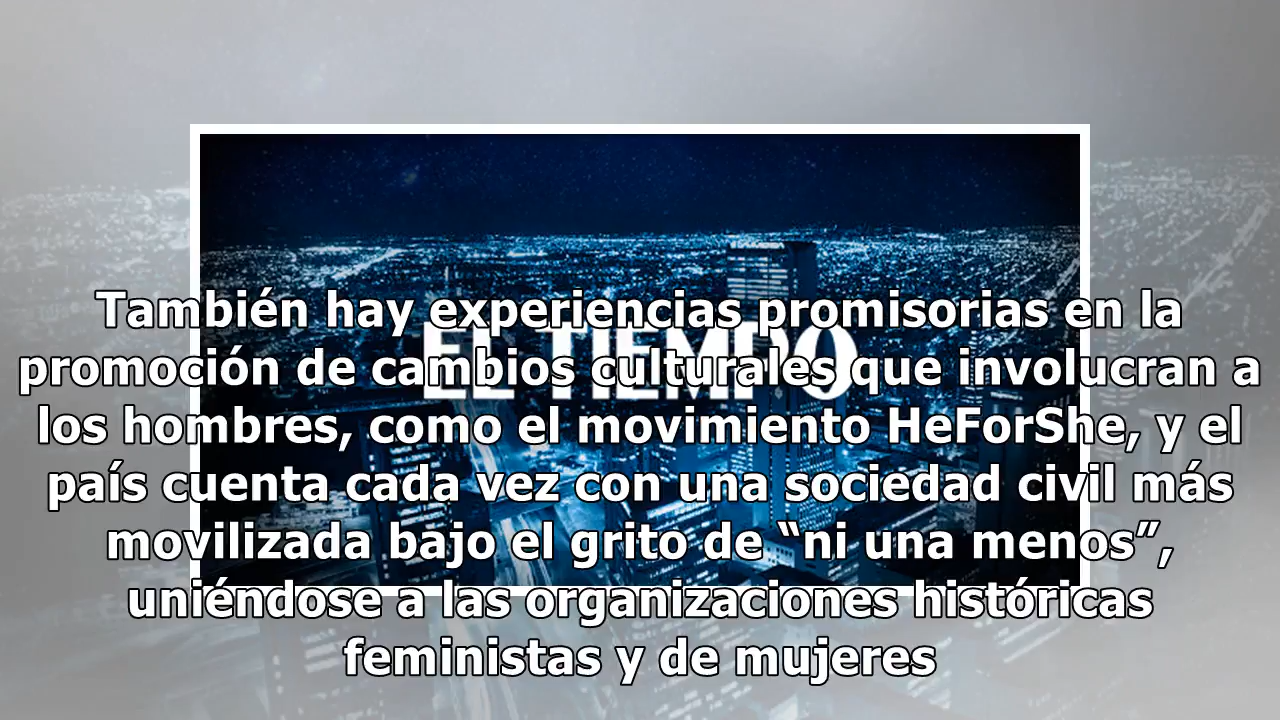 También hay experiencias promisorias en la
promoción de cambios culturales que involucran a
los hombres, como el movimiento HeForShe, y el
país cuenta cada vez con una sociedad civil más
movilizada bajo el grito de “ni una menos”,
uniéndose a las organizaciones históricas
feministas y de mujeres
EL TIEMPO